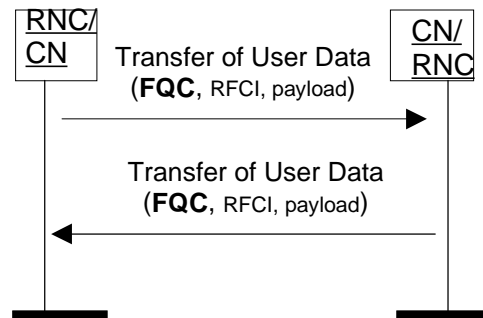 RNC/
CN
CN/
RNC
Transfer of User Data
(FQC, RFCI, payload)
Transfer of User Data
(FQC, RFCI, payload)